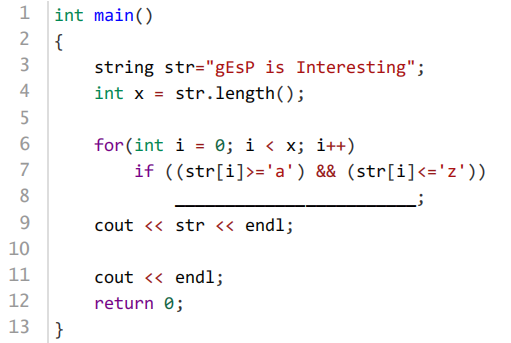 1 int main()
2 {
3 string str="gEsP is Interesting";
4 int x = str.length();
5
6 for(int i = 0; i < x; i++)
7 if ((str[i]>='a') && (str[i]<='z'))
8 ________________________;
9 cout << str << endl;
10
11 cout << endl;
12 return 0;
13 }